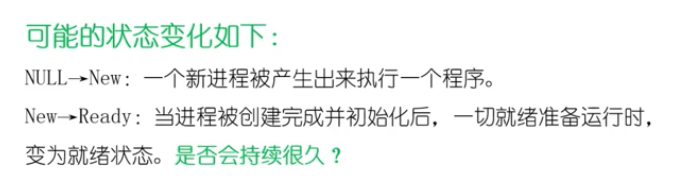 可能的状态变化如下：
NULL→New：一个新进程被产生出来执行一个程序。
New→Ready：当进程被创建完成并初始化后，一切就绪准备运行时，
变为就绪状态。是否会持续很久？